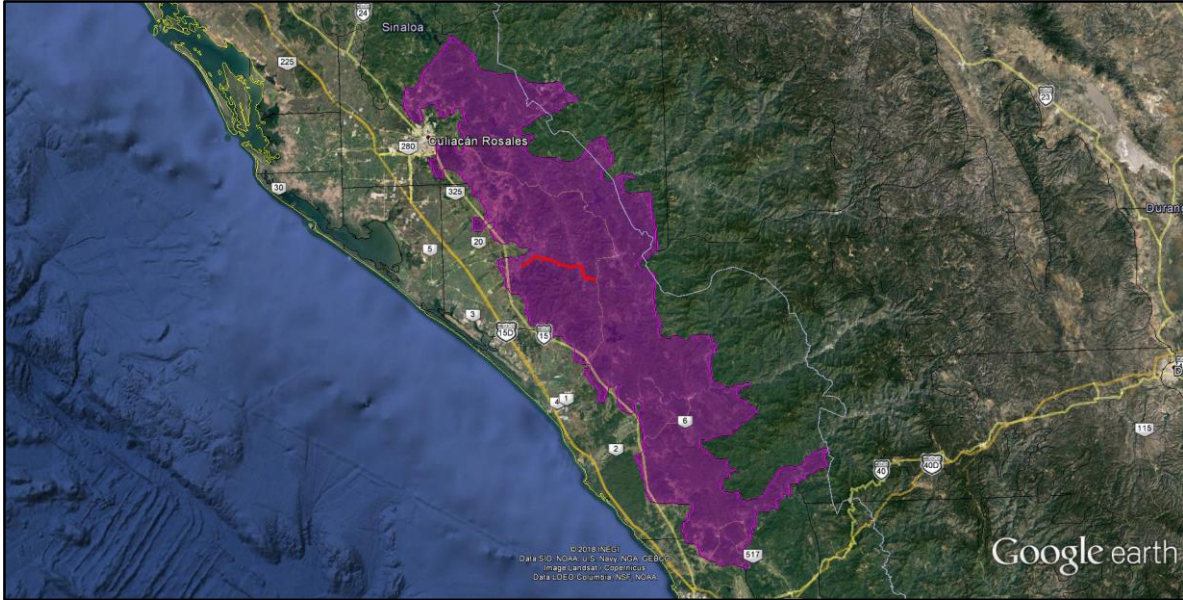 24
Sinaloa
225
23
Culiacán Rosales
280
30
325
Durang
20
5
3
15D
15
4
1
6
2
115
40
40D
517
© 2018 INEGI
Data SIO, NOAA, U.S. Navy, NGA, GEBCO
Image Landsat / Copernicus
Data LDEO-Columbia, NSF, NOAA
Google earth